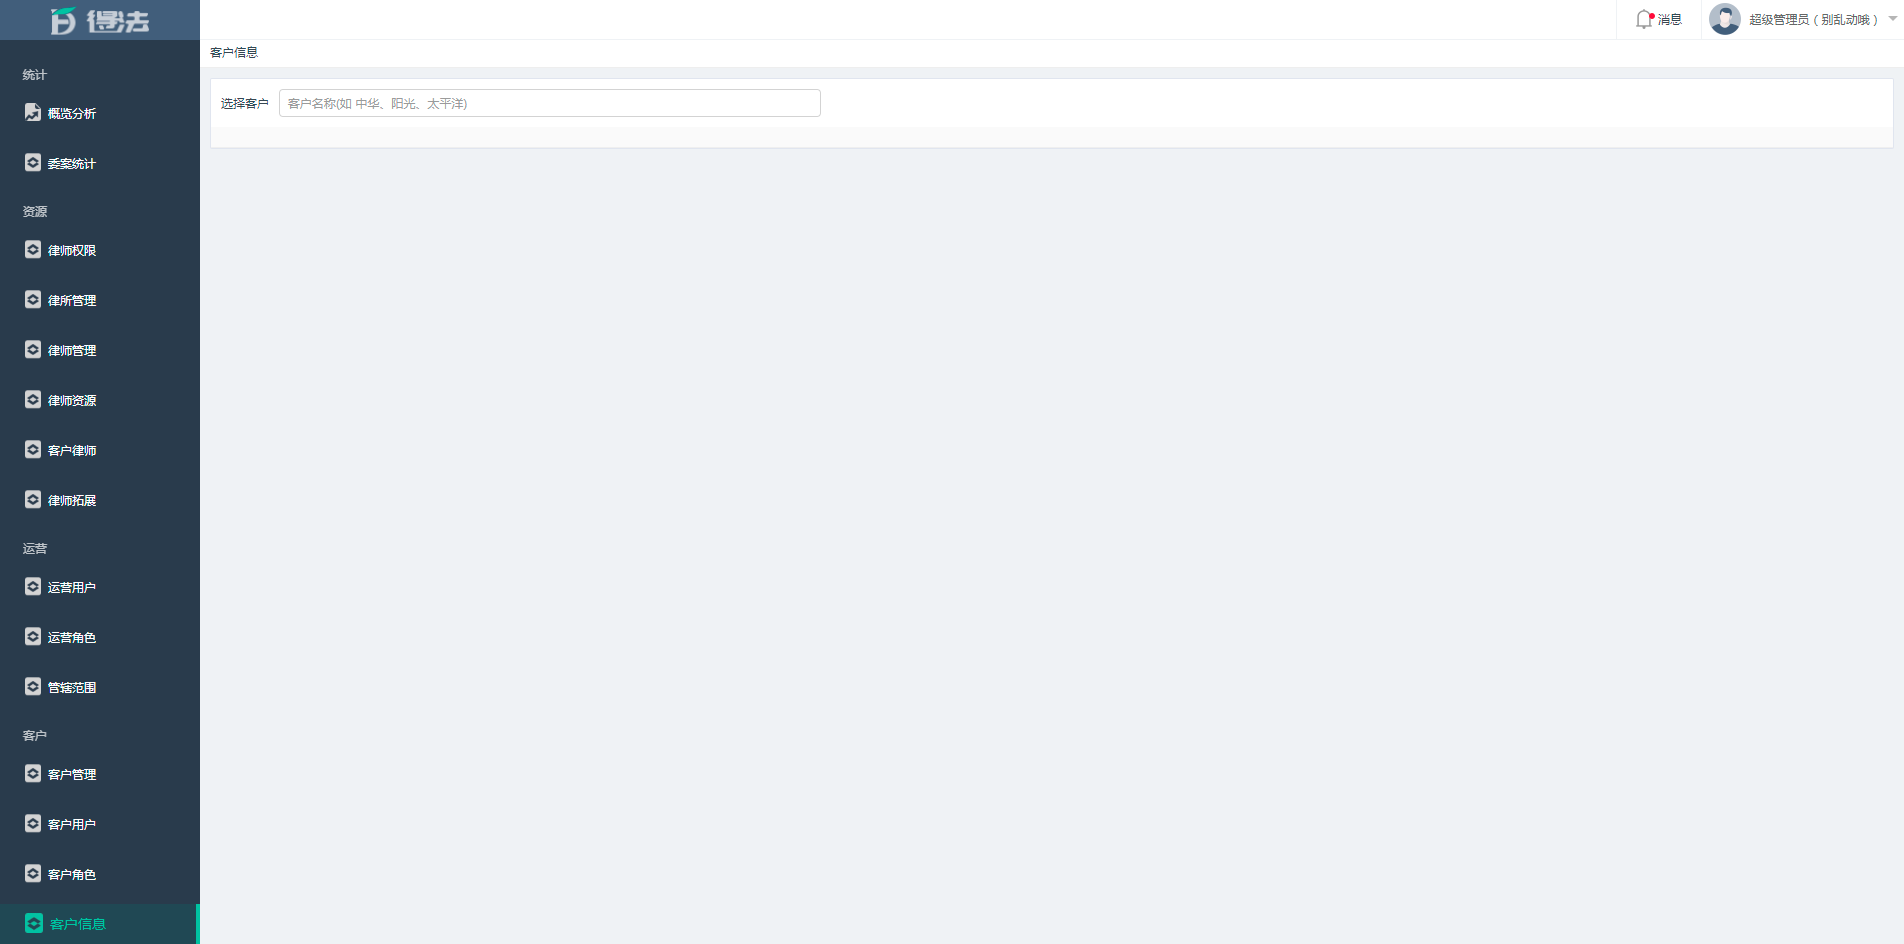 得法
消息
超级管理员（别乱动哦）
客户信息
选择客户
客户名称(如 中华、阳光、太平洋)
统计
概览分析
委案统计
资源
律师权限
律所管理
律师管理
律师资源
客户律师
律师拓展
运营
运营用户
运营角色
管辖范围
客户
客户管理
客户用户
客户角色
客户信息